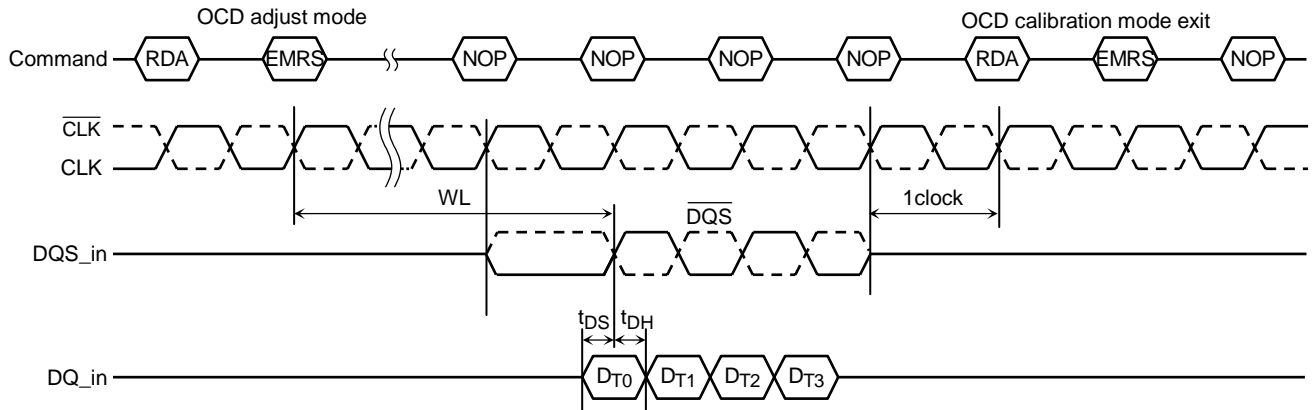 OCD adjust mode OCD calibration mode exit
Command RDA EMRS NOP NOP NOP NOP RDA EMRS NOP
CLK
CLK
WL DQS 1clock
DQS_in
tDS tDH
DQ_in DT0 DT1 DT2 DT3